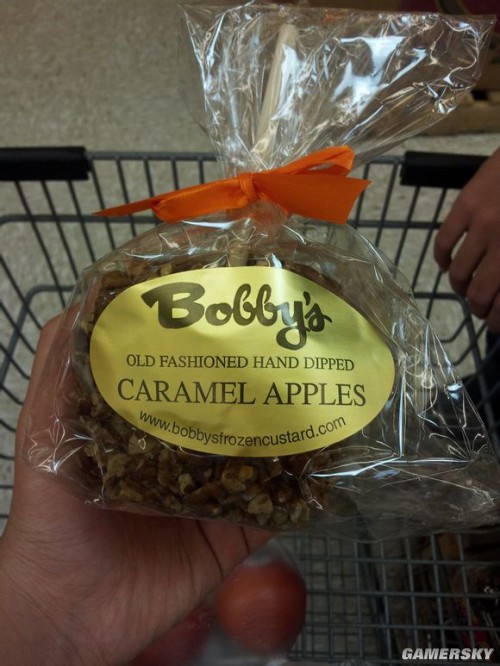 Bobby's
OLD FASHIONED HAND DIPPED
CARAMEL APPLES
www.bobbysfrozencustard.com
GAMERSKY